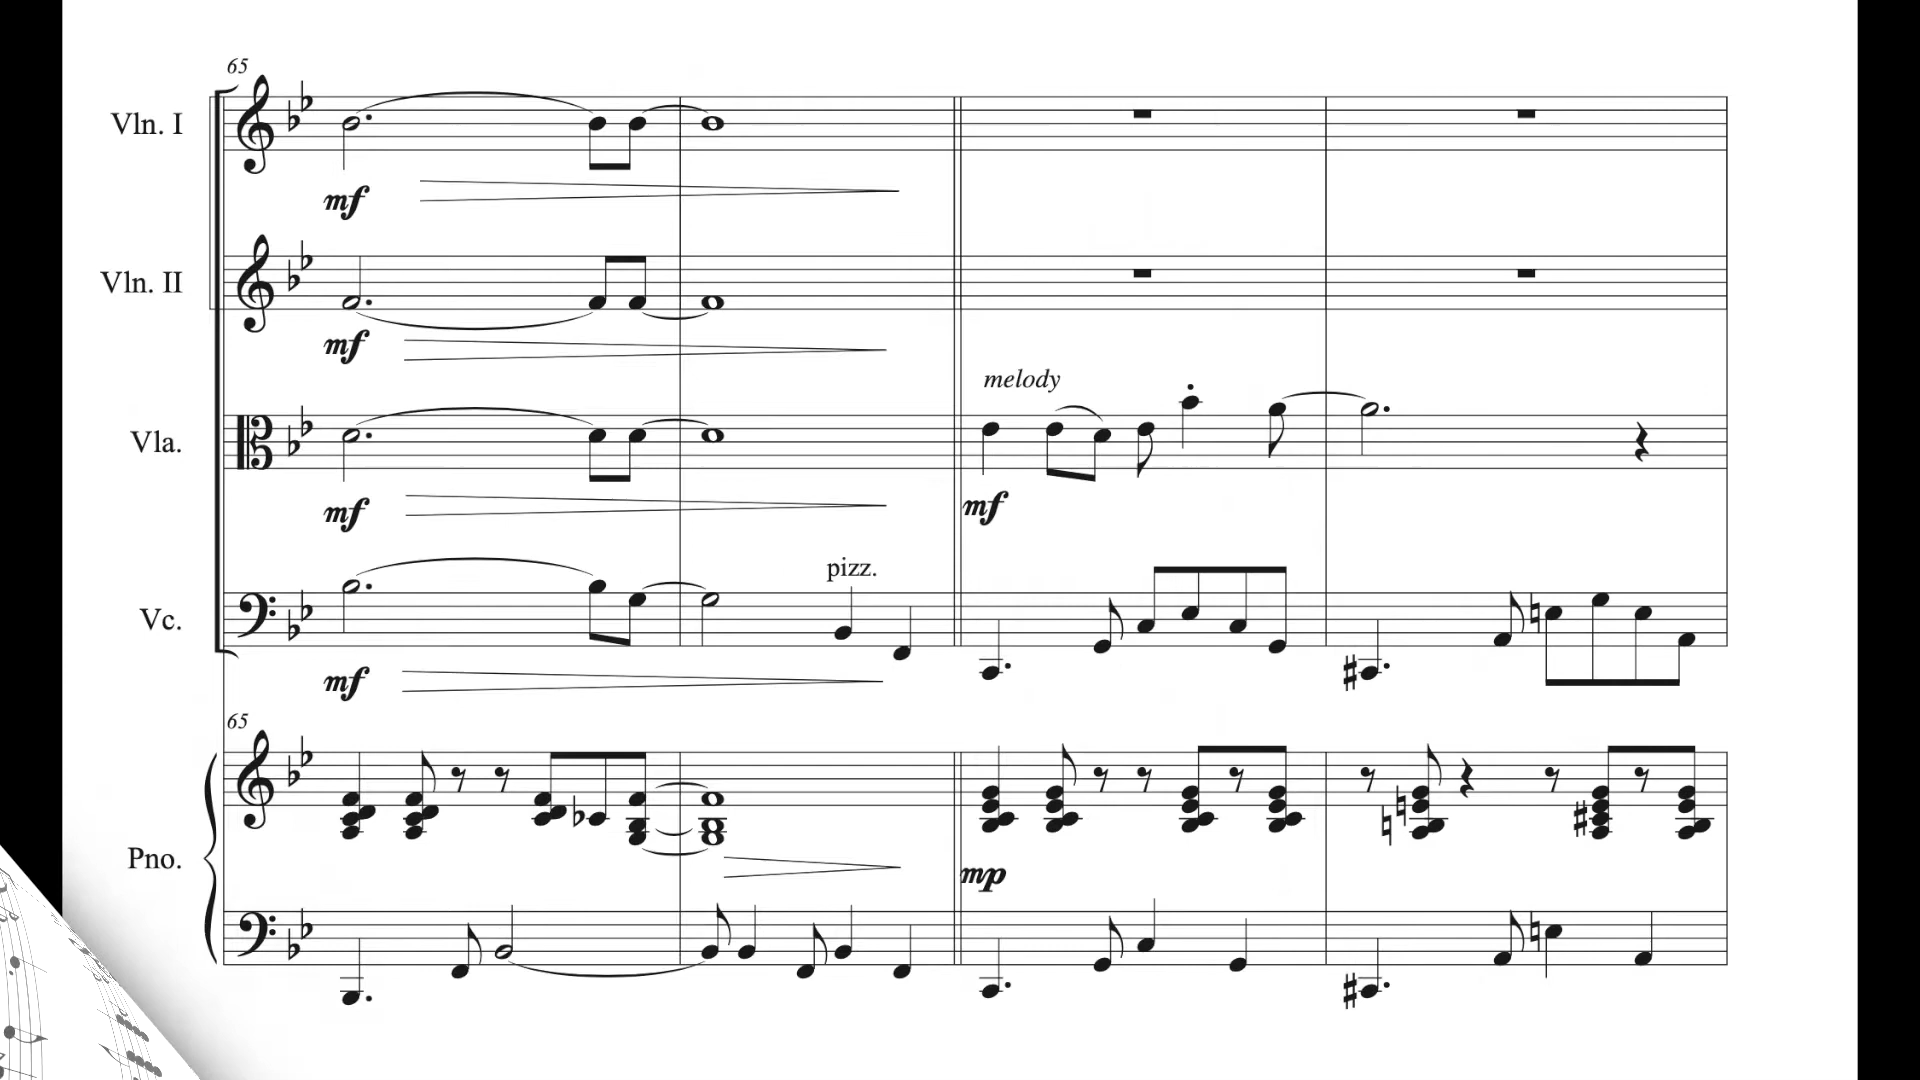 65
Vln. I
mf
Vln. II
mf
melody
Vla.
mf
mf
pizz.
Vc.
mf
65
Pno.
mp